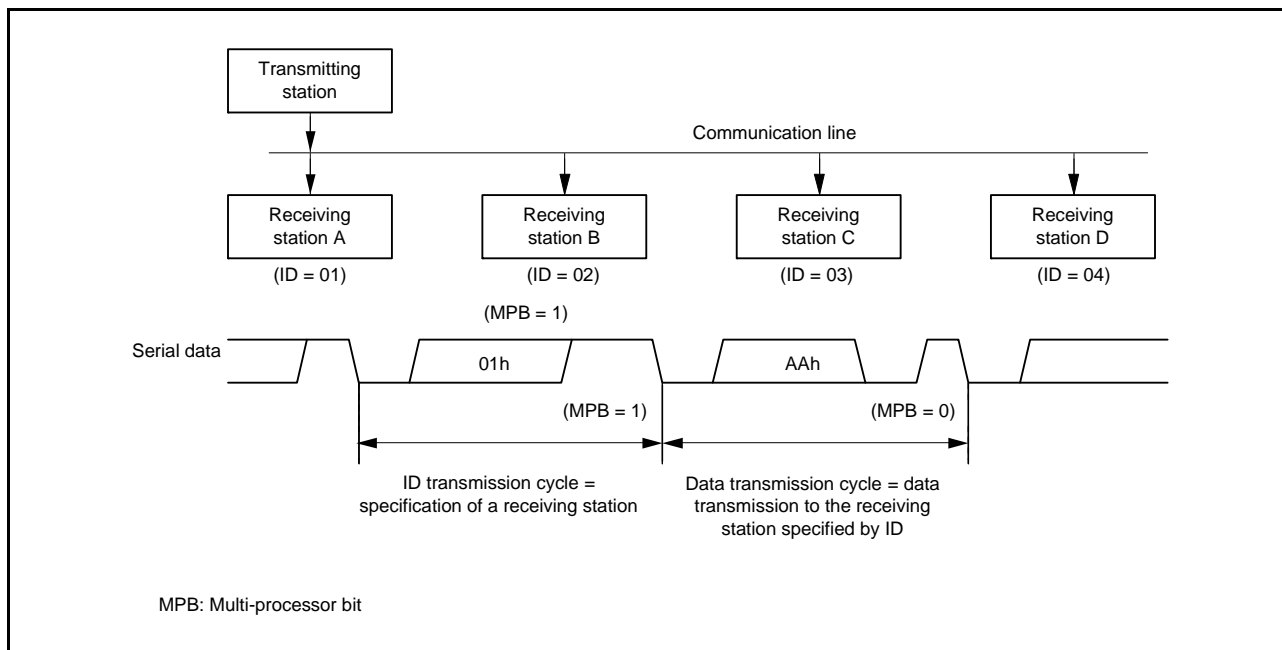 Transmitting
station
Communication line
Receiving
station A
Receiving
station B
Receiving
station C
Receiving
station D
(ID = 01)
(ID = 02)
(ID = 03)
(ID = 04)
(MPB = 1)
Serial data
01h
AAh
(MPB = 1)
(MPB = 0)
ID transmission cycle =
specification of a receiving station
Data transmission cycle = data
transmission to the receiving
station specified by ID
MPB: Multi-processor bit